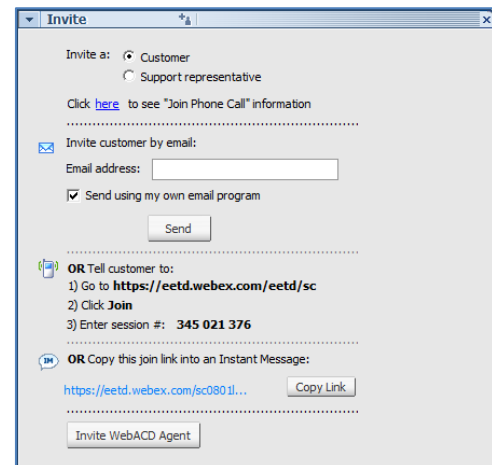 Invite
Invite a: Customer
Support representative
Click here to see "Join Phone Call" information
Invite customer by email:
Email address:
Send using my own email program
Send
OR Tell customer to:
1) Go to https://eetd.webex.com/eetd/sc
2) Click Join
3) Enter session #: 345 021 376
IM OR Copy this join link into an Instant Message:
https://eetd.webex.com/sc0801l... Copy Link
Invite WebACD Agent